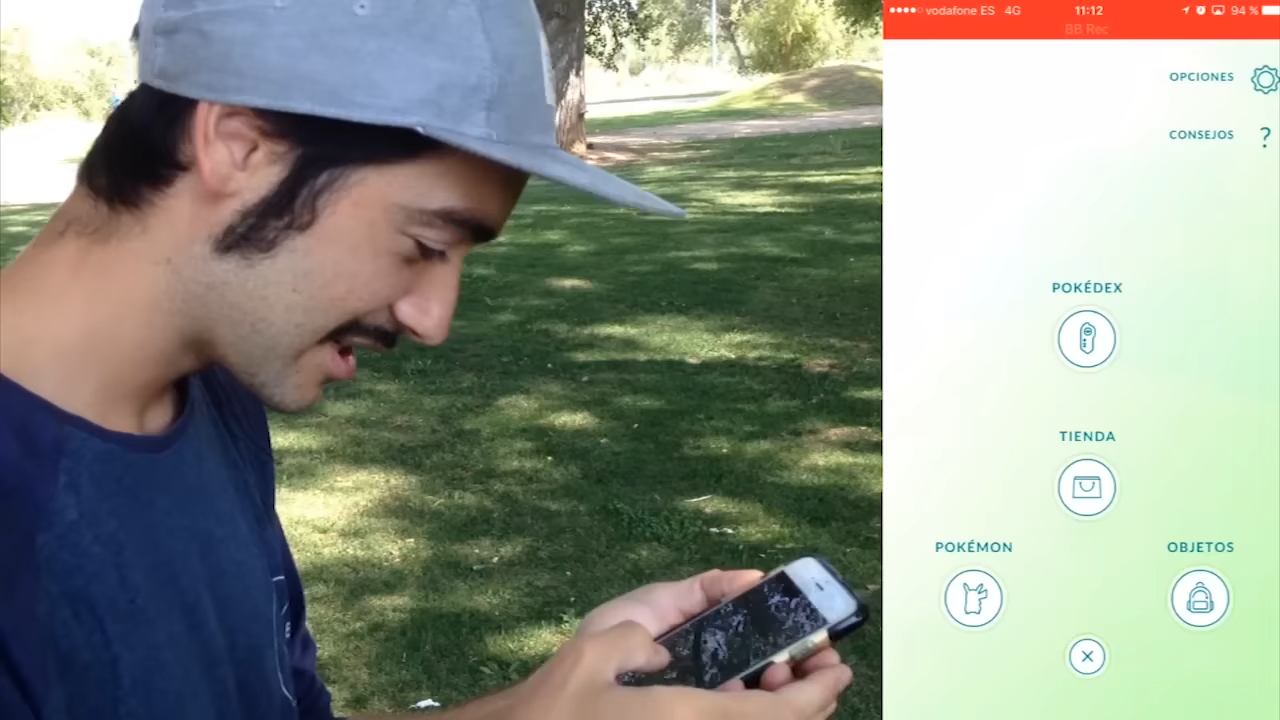 vodafone ES 4G 11:12 94 %
BB Rec
OPCIONES
CONSEJOS ?
POKÉDEX
TIENDA
POKÉMON OBJETOS